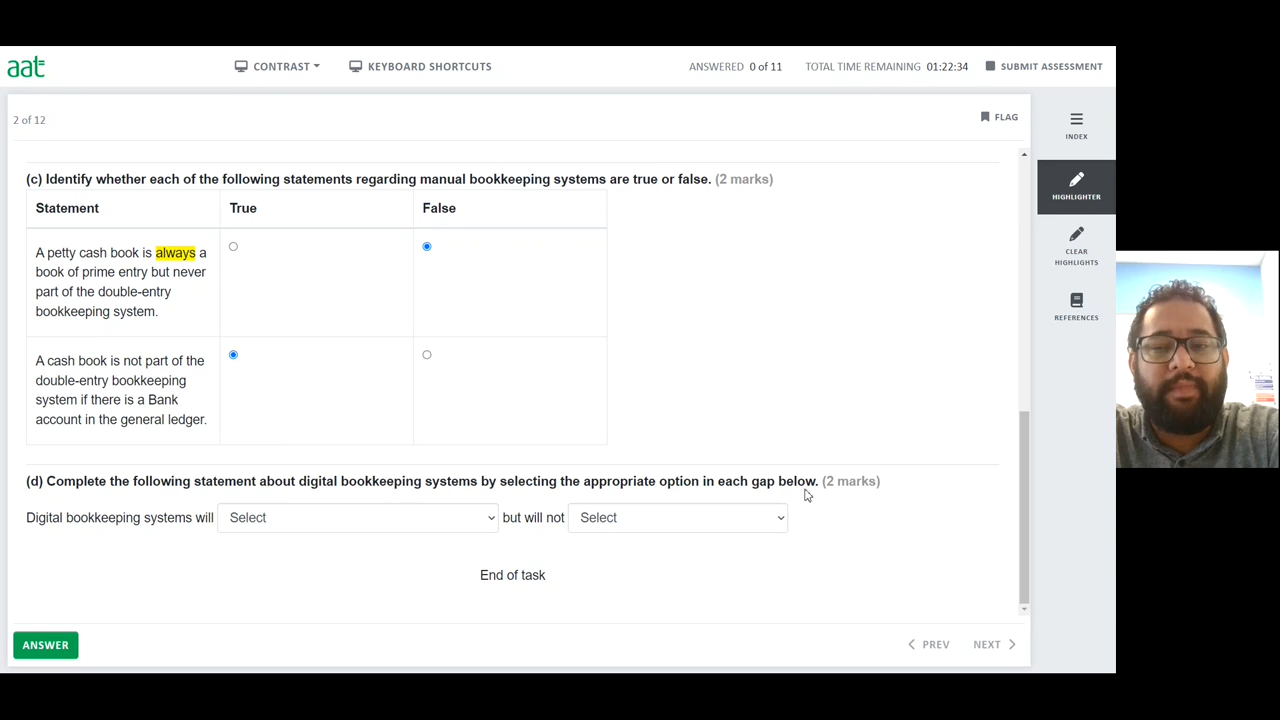 aat
CONTRAST
KEYBOARD SHORTCUTS
ANSWERED 0 of 11
TOTAL TIME REMAINING 01:22:34
SUBMIT ASSESSMENT
2 of 12
FLAG
INDEX
HIGHLIGHTER
CLEAR
HIGHLIGHTS
REFERENCES
(c) Identify whether each of the following statements regarding manual bookkeeping systems are true or false. (2 marks)
Statement
True
False
A petty cash book is always a
book of prime entry but never
part of the double-entry
bookkeeping system.
A cash book is not part of the
double-entry bookkeeping
system if there is a Bank
account in the general ledger.
(d) Complete the following statement about digital bookkeeping systems by selecting the appropriate option in each gap below. (2 marks)
Digital bookkeeping systems will Select but will not Select
End of task
ANSWER
PREV
NEXT